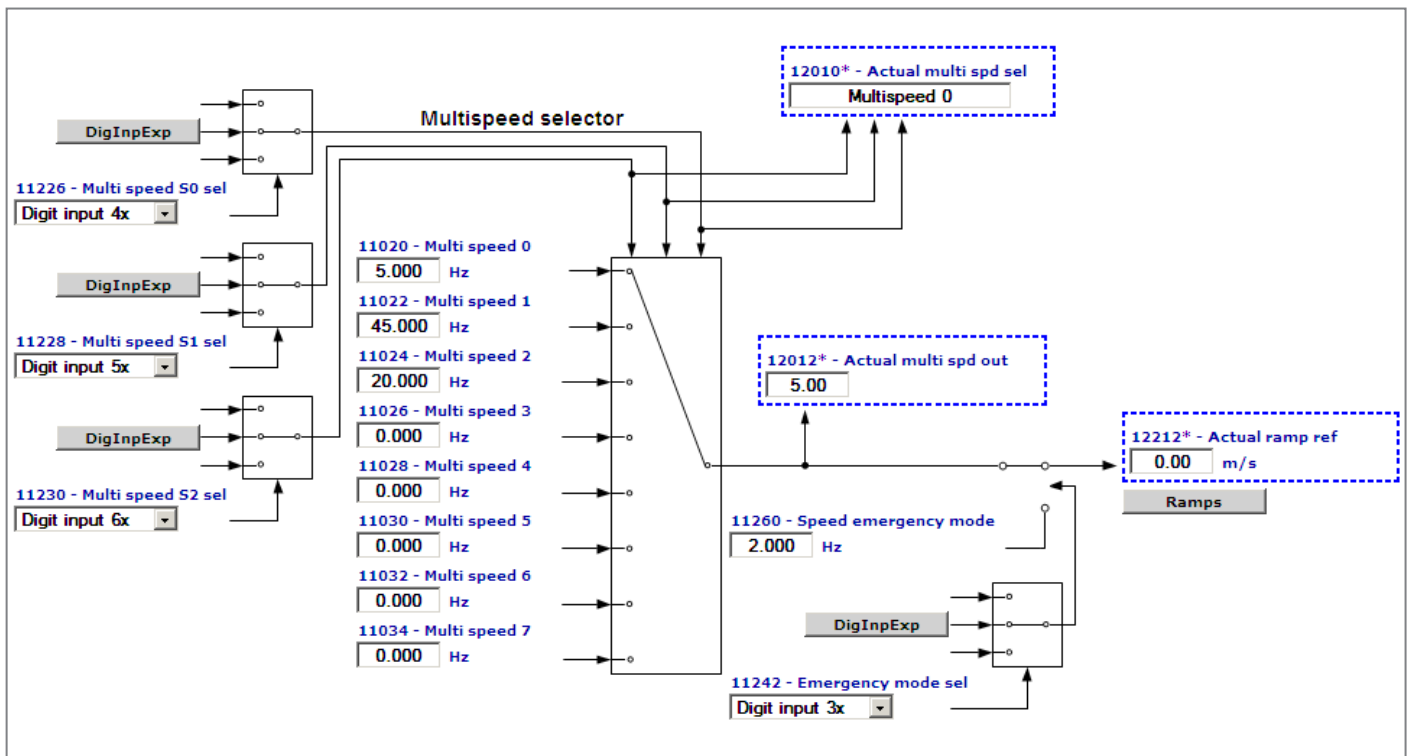 12010* - Actual multi spd sel
Multispeed 0
Multispeed selector
DigInpExp
11226 - Multi speed S0 sel
Digit input 4x
DigInpExp
11228 - Multi speed S1 sel
Digit input 5x
DigInpExp
11230 - Multi speed S2 sel
Digit input 6x
11020 - Multi speed 0
5.000 Hz
11022 - Multi speed 1
45.000 Hz
11024 - Multi speed 2
20.000 Hz
11026 - Multi speed 3
0.000 Hz
11028 - Multi speed 4
0.000 Hz
11030 - Multi speed 5
0.000 Hz
11032 - Multi speed 6
0.000 Hz
11034 - Multi speed 7
0.000 Hz
12012* - Actual multi spd out
5.00
12212* - Actual ramp ref
0.00 m/s
Ramps
11260 - Speed emergency mode
2.000 Hz
DigInpExp
11242 - Emergency mode sel
Digit input 3x